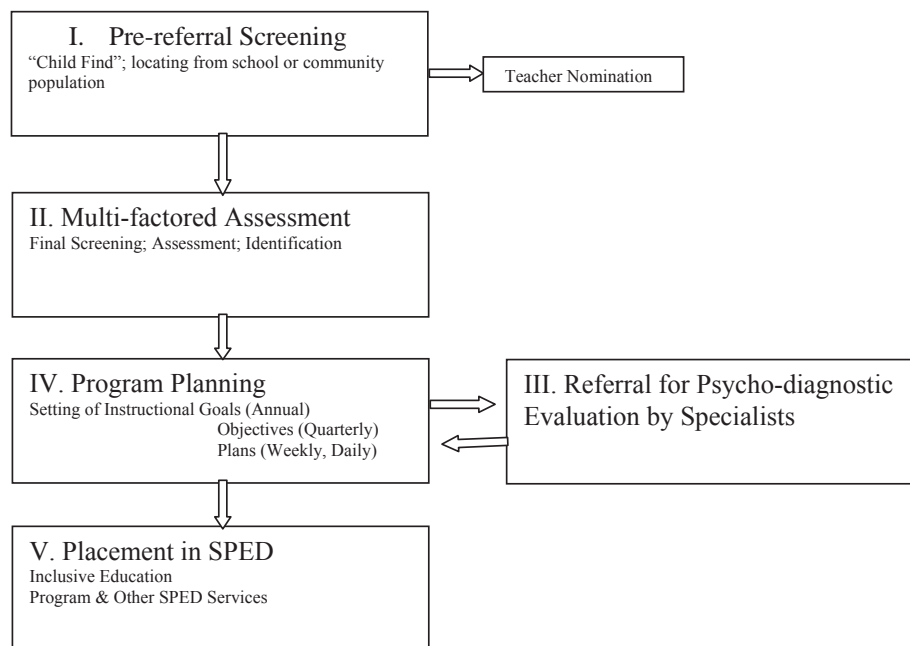 I. Pre-referral Screening
“Child Find”; locating from school or community
population
Teacher Nomination
II. Multi-factored Assessment
Final Screening; Assessment; Identification
IV. Program Planning
Setting of Instructional Goals (Annual)
Objectives (Quarterly)
Plans (Weekly, Daily)
III. Referral for Psycho-diagnostic
Evaluation by Specialists
V. Placement in SPED
Inclusive Education
Program & Other SPED Services